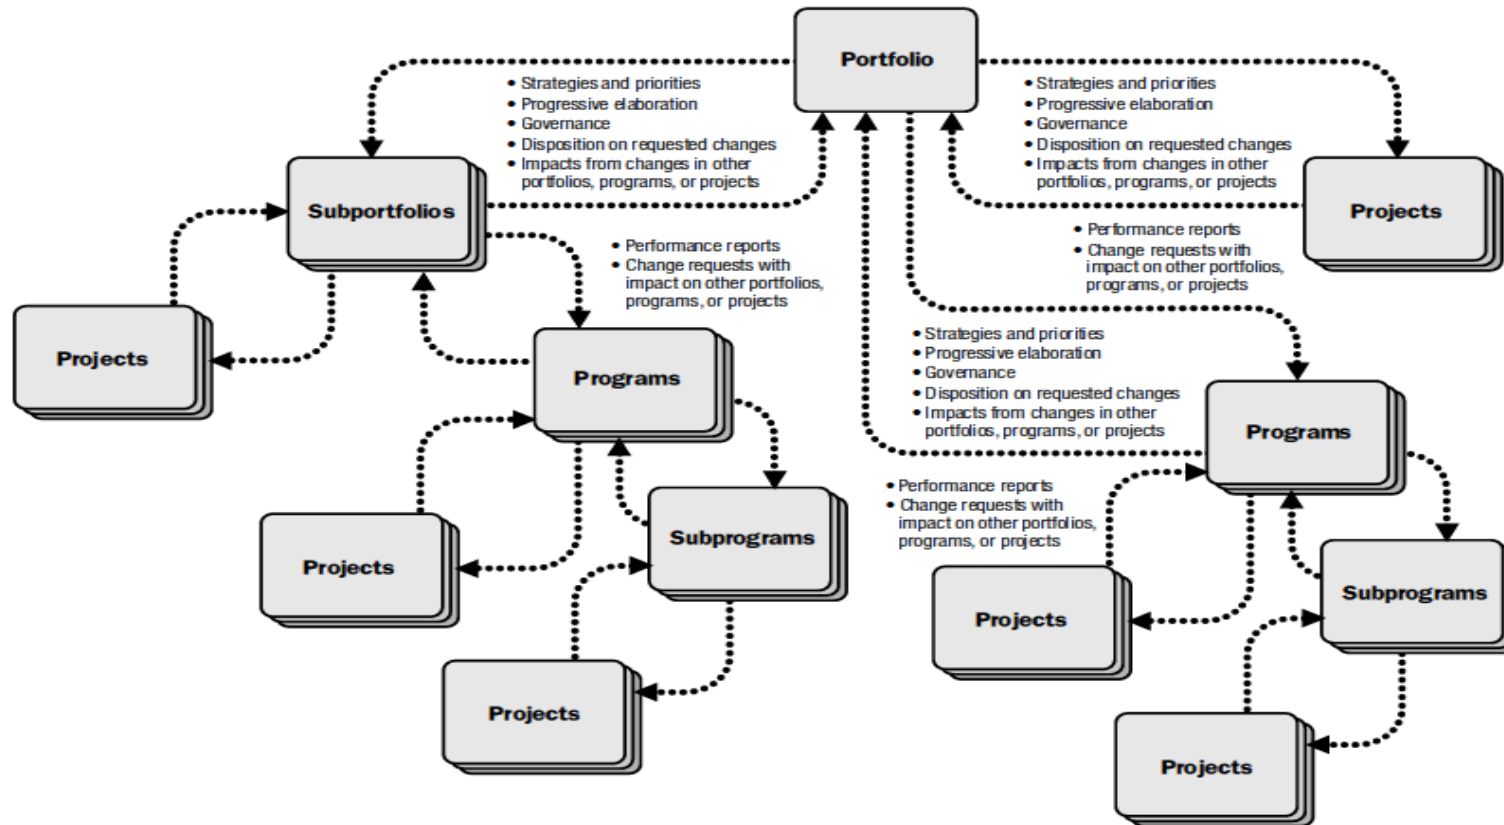 Portfolio
• Strategies and priorities
• Progressive elaboration
• Governance
• Disposition on requested changes
• Impacts from changes in other
portfolios, programs, or projects
• Strategies and priorities
• Progressive elaboration
• Governance
• Disposition on requested changes
• Impacts from changes in other
portfolios, programs, or projects
Subportfolios
Projects
• Performance reports
• Change requests with
impact on other portfolios,
programs, or projects
• Performance reports
• Change requests with
impact on other portfolios,
programs, or projects
Projects
Programs
• Strategies and priorities
• Progressive elaboration
• Governance
• Disposition on requested changes
• Impacts from changes in other
portfolios, programs, or projects
Programs
• Performance reports
• Change requests with
impact on other portfolios,
programs, or projects
Projects
Subprograms
Projects
Subprograms
Projects
Projects